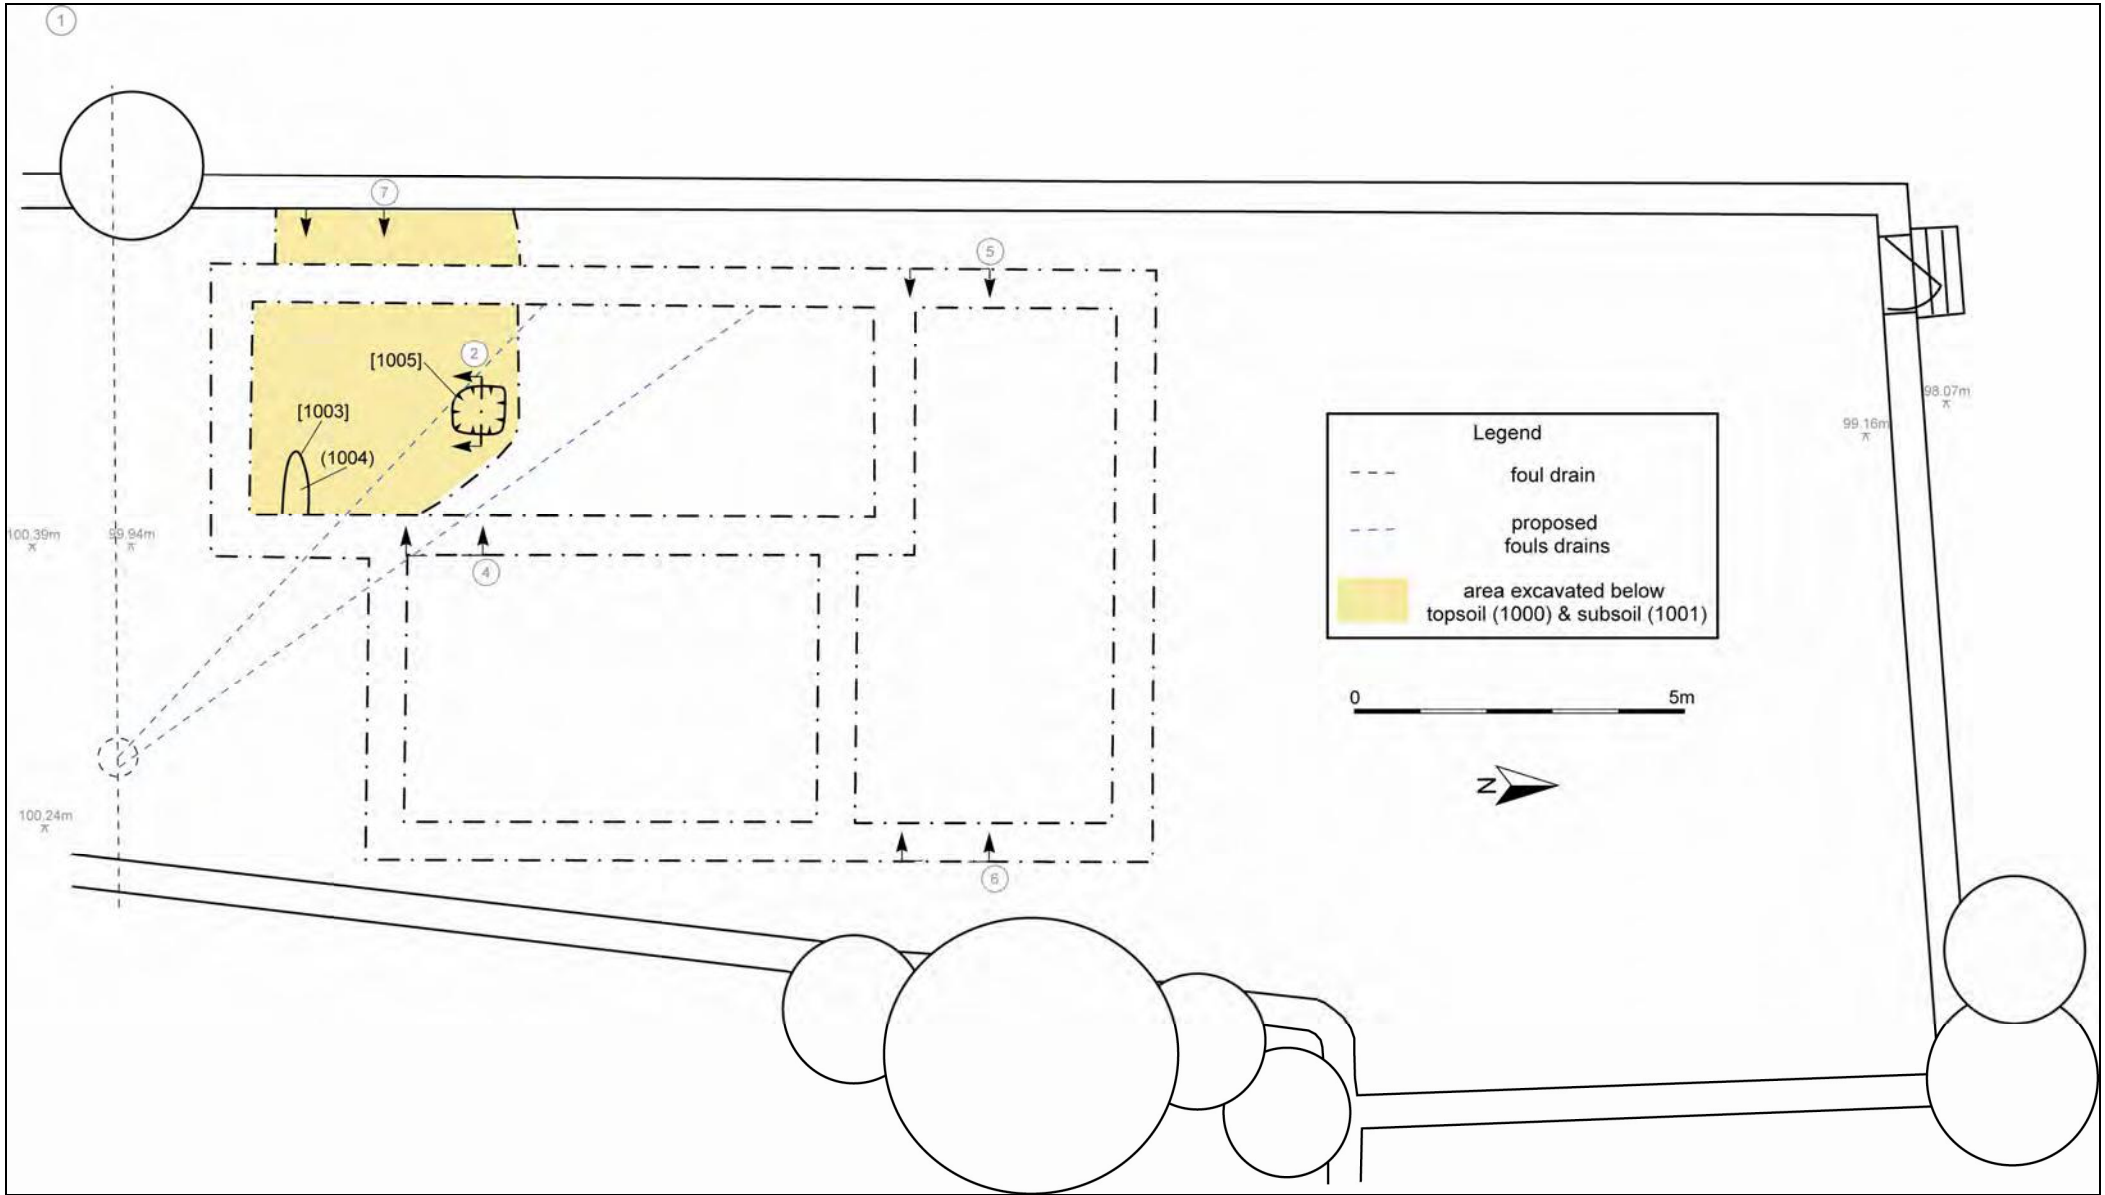 1
7
5
[1005]
2
[1003]
(1004)
98.07m
99.16m
Legend
foul drain
proposed
fouls drains
area excavated below
topsoil (1000) & subsoil (1001)
100.39m
99.94m
4
0 5m
N
100.24m
6